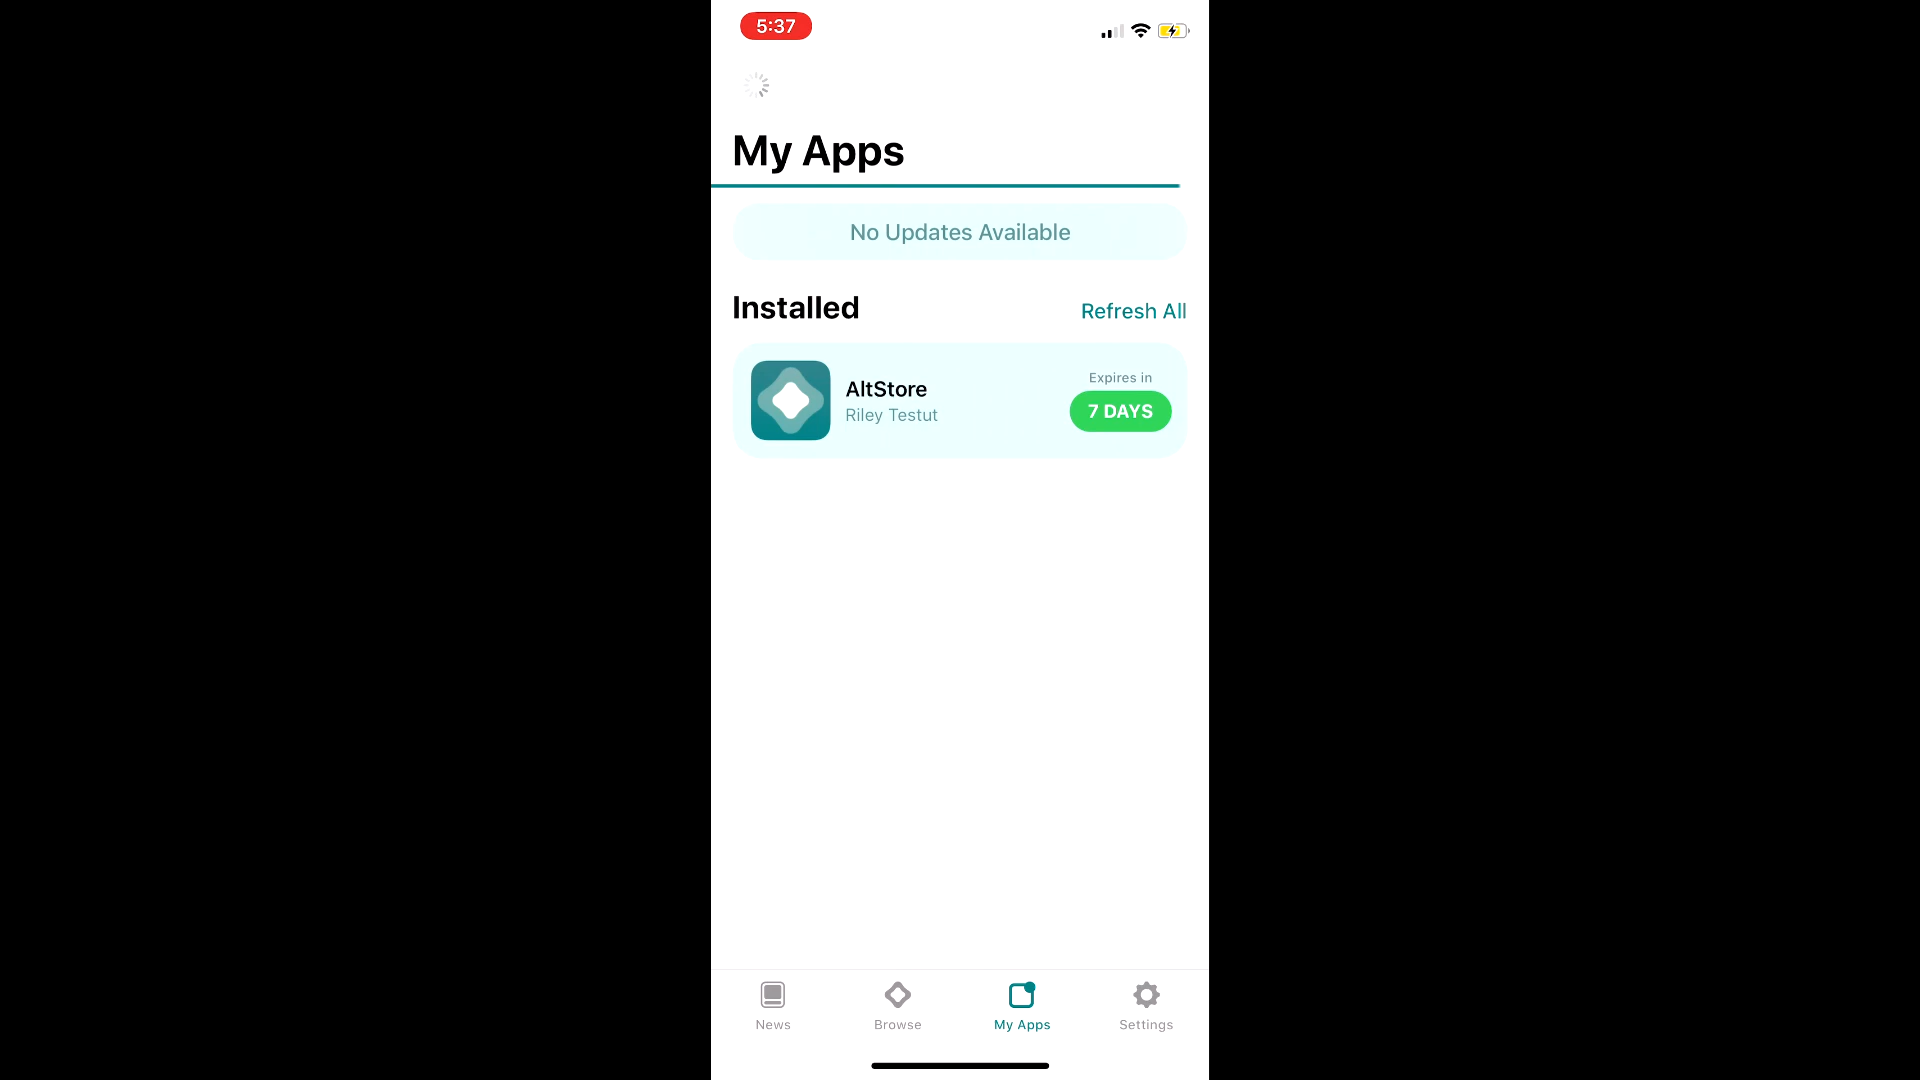 5:37
My Apps
No Updates Available
Installed
Refresh All
AltStore
Riley Testut
Expires in
7 DAYS
News
Browse
My Apps
Settings